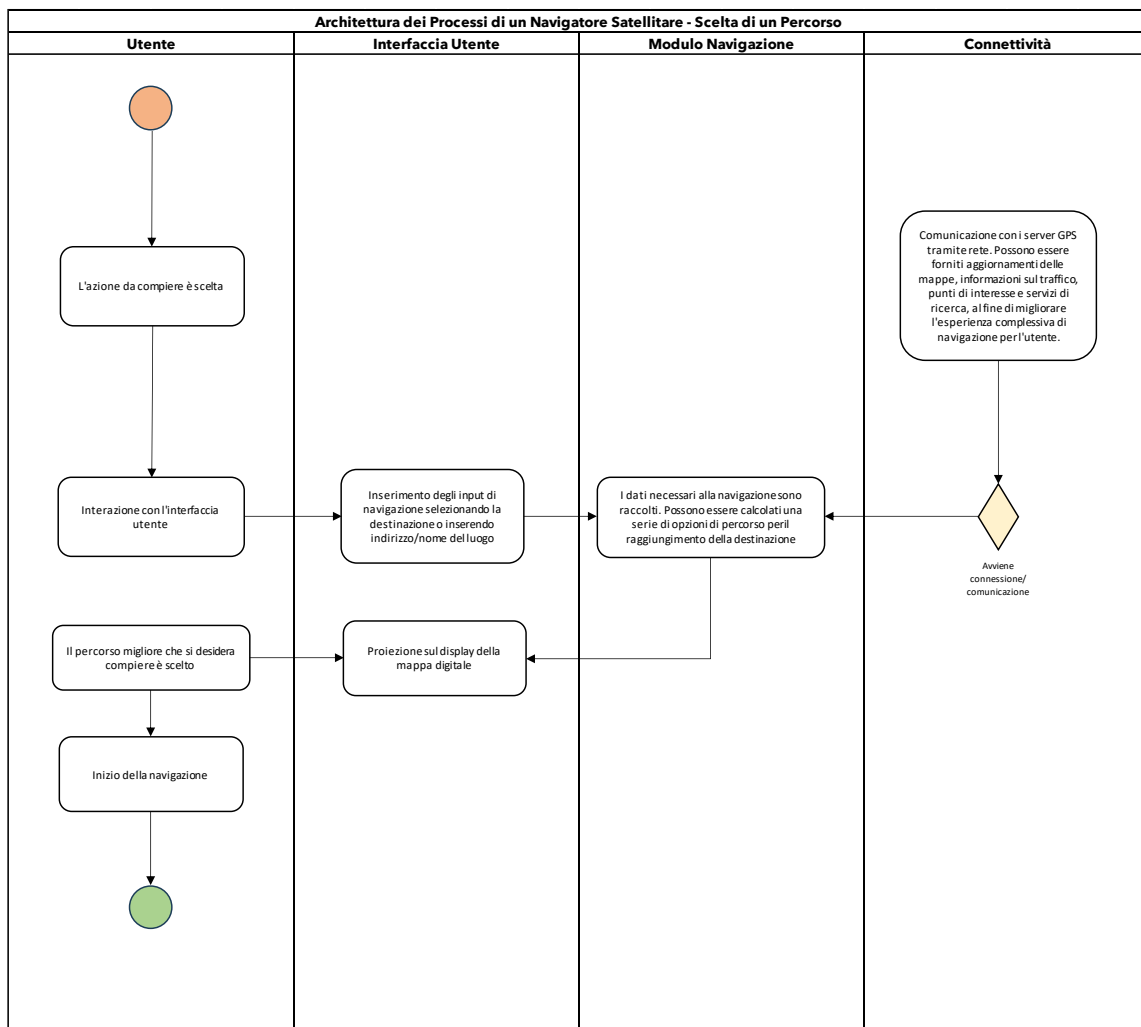 Architettura dei Processi di un Navigatore Satellitare - Scelta di un Percorso
Utente
Interfaccia Utente
Modulo Navigazione
Connettività
Comunicazione con i server GPS
tramite rete. Possono essere
forniti aggiornamenti delle
mappe, informazioni sul traffico,
punti di interesse e servizi di
ricerca, al fine di migliorare
l'esperienza complessiva di
navigazione per l'utente.
L'azione da compiere è scelta
Interazione con l'interfaccia
utente
Inserimento degli input di
navigazione selezionando la
destinazione o inserendo
indirizzo/nome del luogo
I dati necessari alla navigazione sono
raccolti. Possono essere calcolati una
serie di opzioni di percorso per il
raggiungimento della destinazione
Avviene
connessione/
comunicazione
Il percorso migliore che si desidera
compiere è scelto
Proiezione sul display della
mappa digitale
Inizio della navigazione